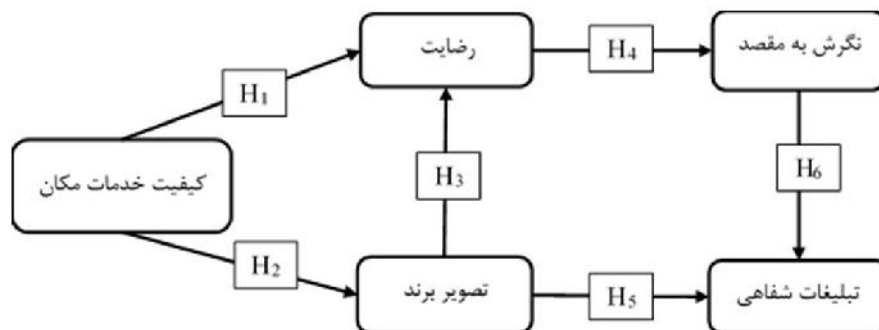 رضایت
H₄
نگرش به مقصد
H₁
کیفیت خدمات مکان
H₃
H₆
H₂
تصویر برند
H₅
تبلیغات شفاهی